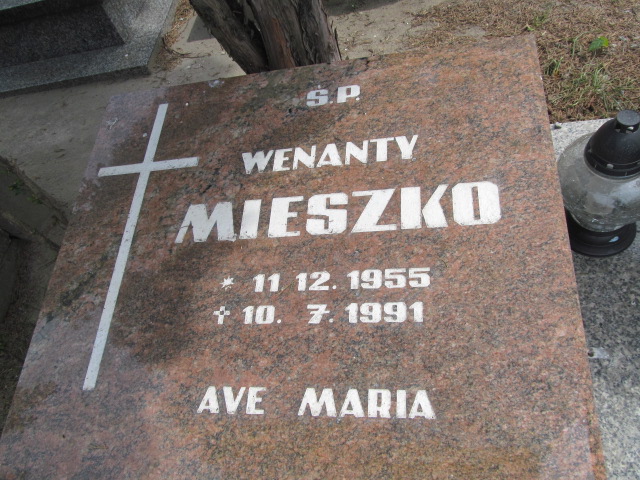 Ś.P.
WENANTY
MIESZKO
* 11. 12. 1955
✝ 10. 7. 1991
AVE MARIA